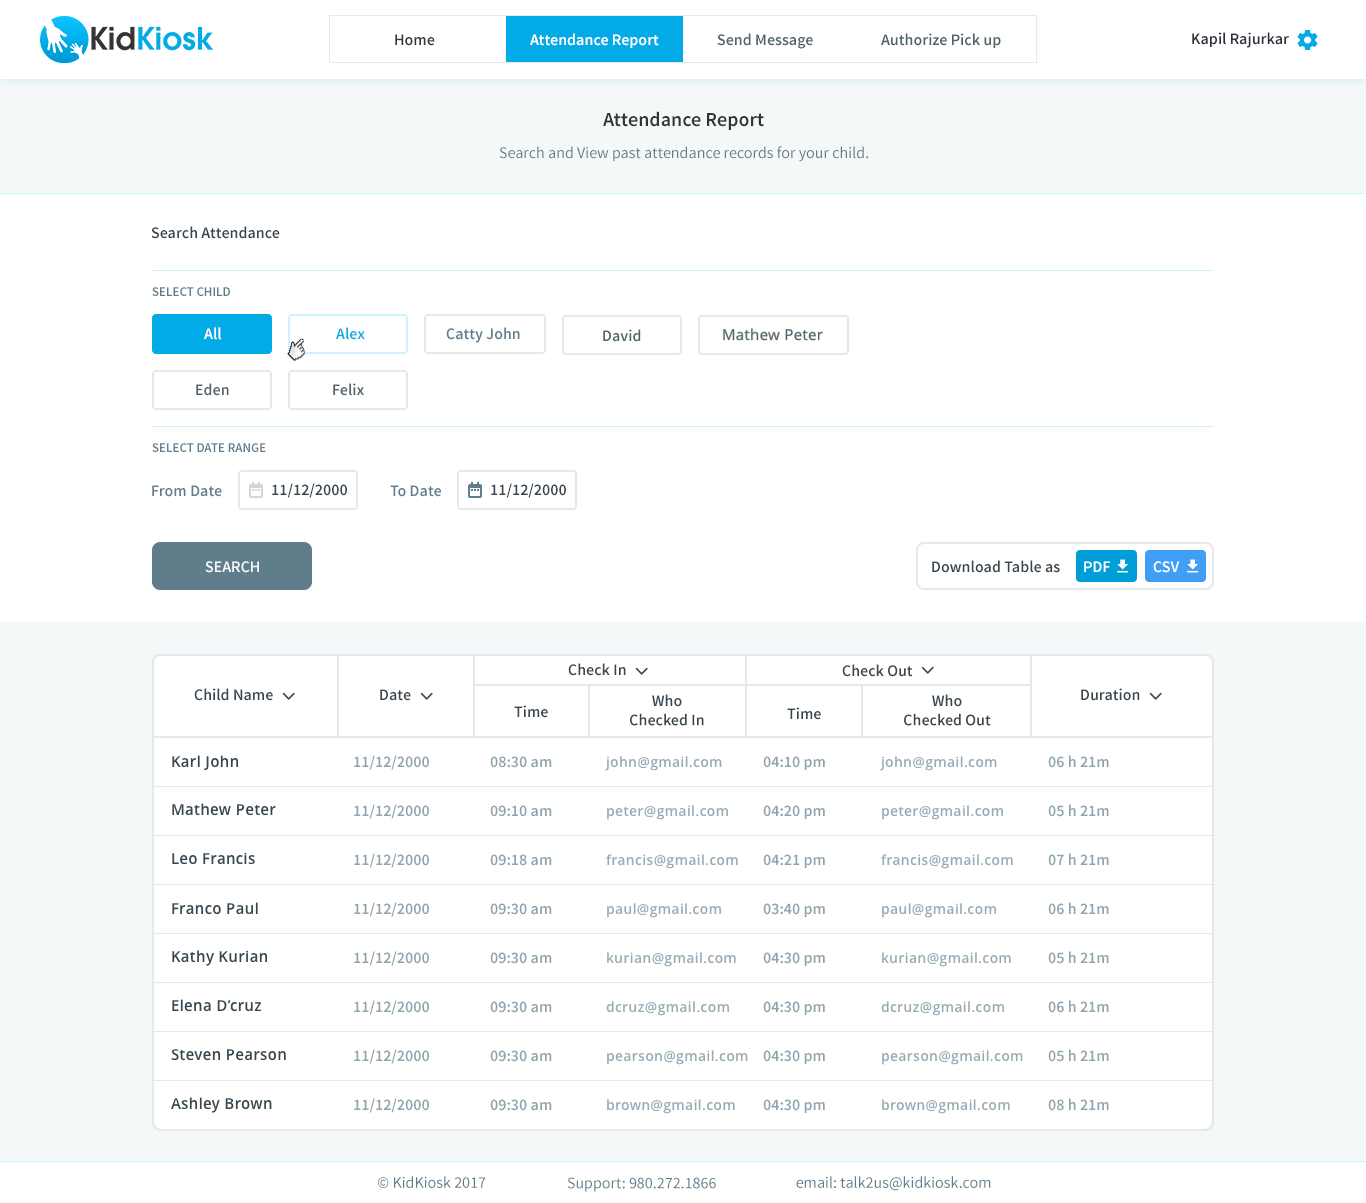 KidKiosk
Home Attendance Report Send Message Authorize Pick up
Kapil Rajurkar
Attendance Report
Search and View past attendance records for your child.
Search Attendance
SELECT CHILD
All Alex Catty John David Mathew Peter
Eden Felix
SELECT DATE RANGE
From Date 11/12/2000 To Date 11/12/2000
SEARCH
Download Table as PDF CSV
Child Name Date Check In Check Out Duration
Time Who Checked In Time Who Checked Out
Karl John 11/12/2000 08:30 am john@gmail.com 04:10 pm john@gmail.com 06 h 21m
Mathew Peter 11/12/2000 09:10 am peter@gmail.com 04:20 pm peter@gmail.com 05 h 21m
Leo Francis 11/12/2000 09:18 am francis@gmail.com 04:21 pm francis@gmail.com 07 h 21m
Franco Paul 11/12/2000 09:30 am paul@gmail.com 03:40 pm paul@gmail.com 06 h 21m
Kathy Kurian 11/12/2000 09:30 am kurian@gmail.com 04:30 pm kurian@gmail.com 05 h 21m
Elena D'cruz 11/12/2000 09:30 am dcruz@gmail.com 04:30 pm dcruz@gmail.com 06 h 21m
Steven Pearson 11/12/2000 09:30 am pearson@gmail.com 04:30 pm pearson@gmail.com 05 h 21m
Ashley Brown 11/12/2000 09:30 am brown@gmail.com 04:30 pm brown@gmail.com 08 h 21m
© KidKiosk 2017 Support: 980.272.1866 email: talk2us@kidkiosk.com